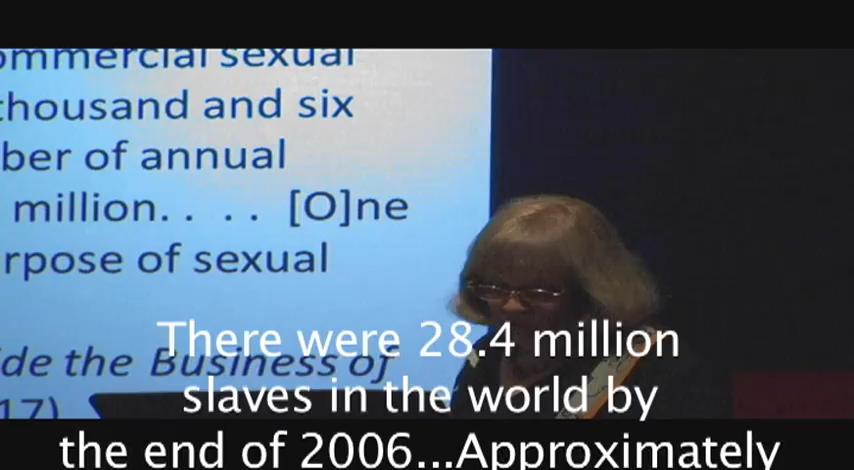 ommercial sexual
thousand and six
ber of annual
million. . . . [O]ne
rpose of sexual
de the Business of
17)
There were 28.4 million
slaves in the world by
the end of 2006...Approximately